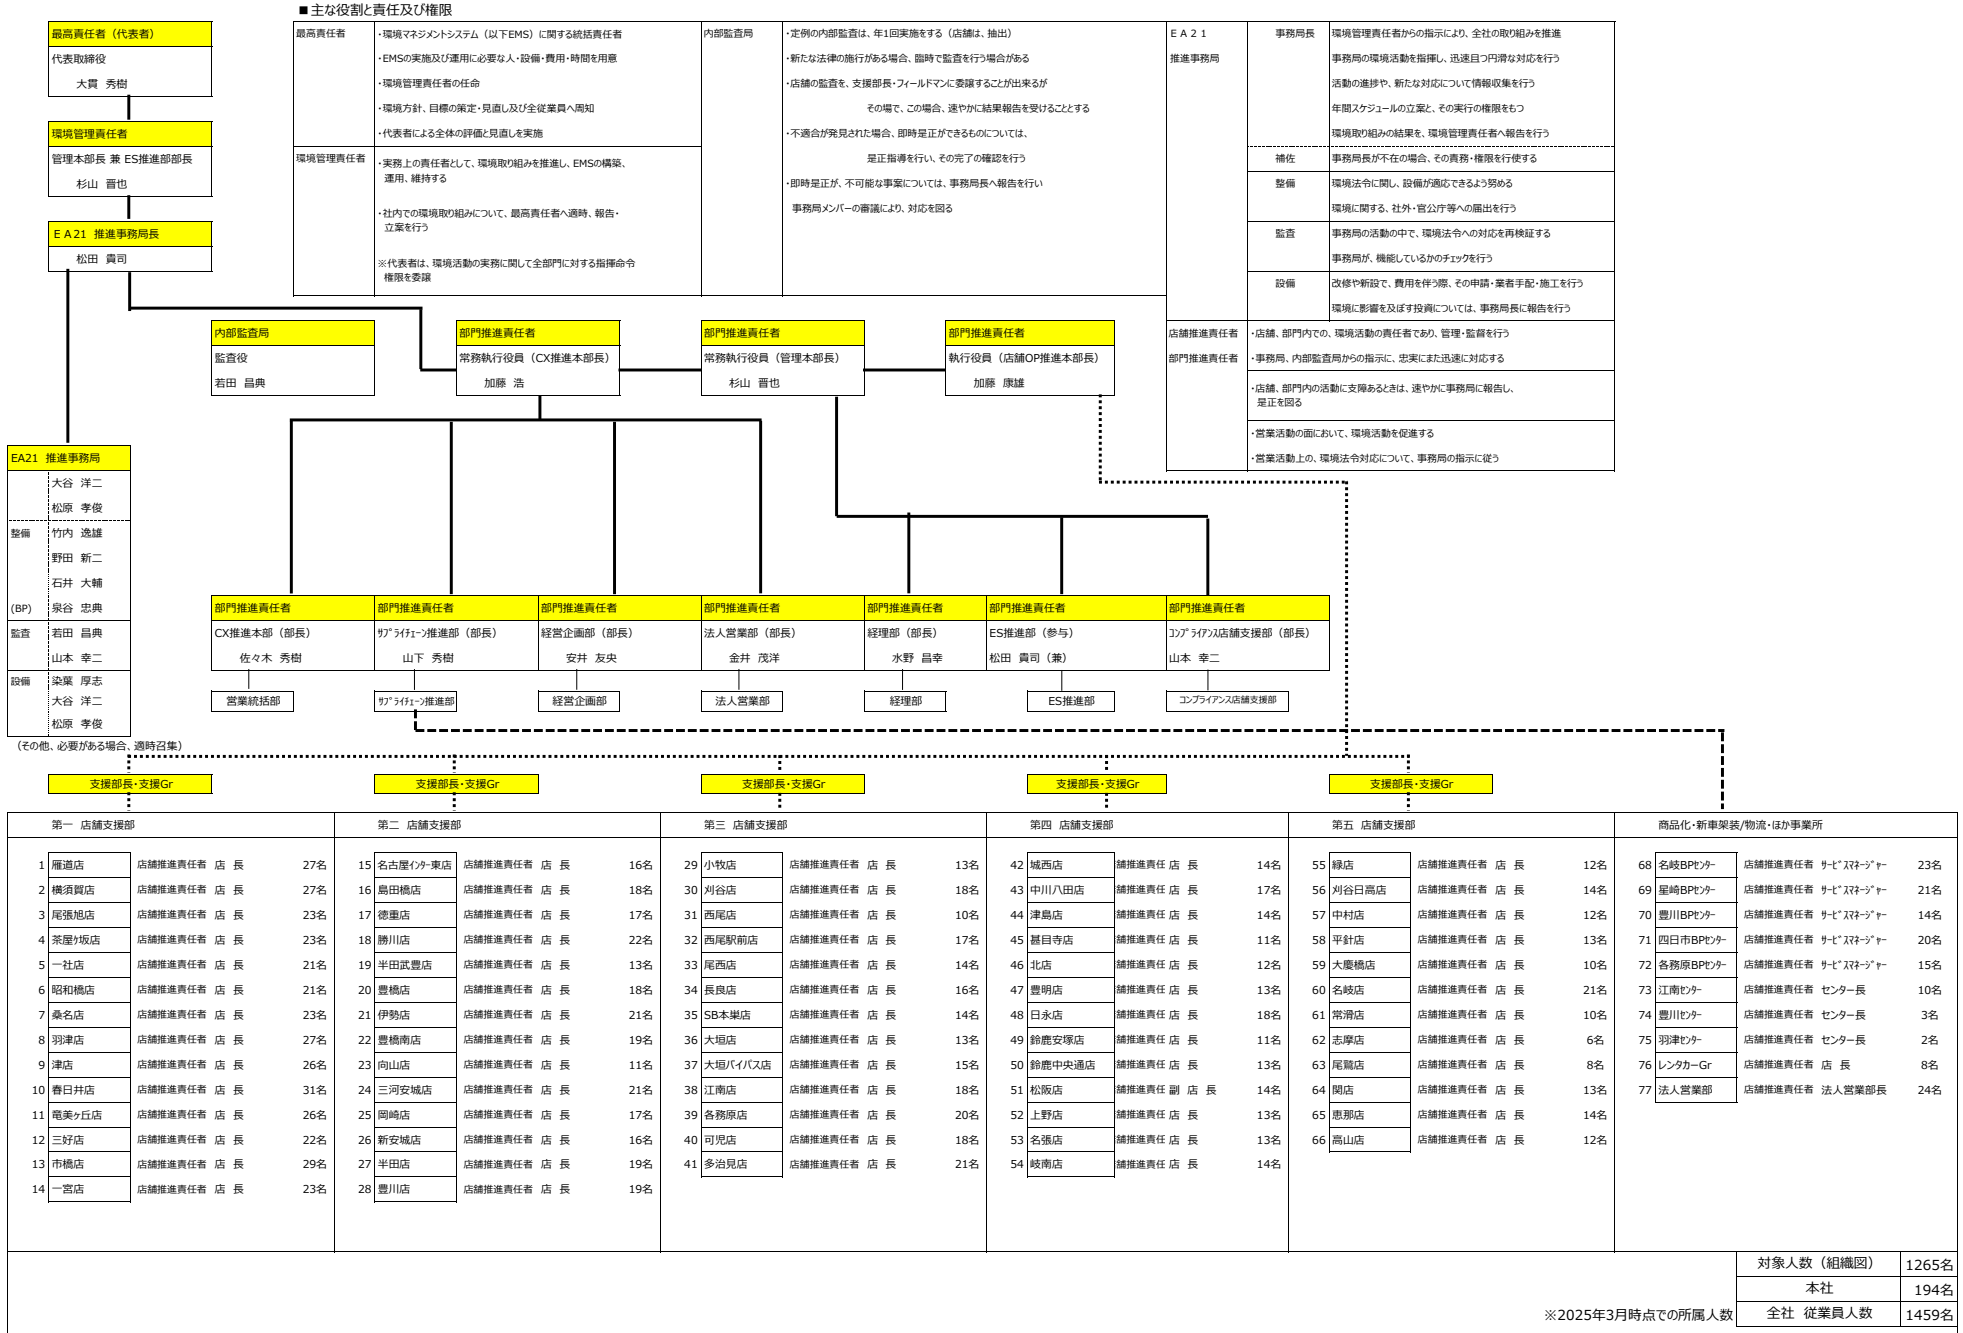 ■主な役割と責任及び権限
最高責任者（代表者）
代表取締役
大貫 秀樹
環境管理責任者
管理本部長 兼 ES推進部部長
杉山 晋也
ＥＡ21 推進事務局長
松田 貴司
最高責任者
・環境マネジメントシステム（以下EMS）に関する統括責任者
・EMSの実施及び運用に必要な人・設備・費用・時間を用意
・環境管理責任者の任命
・環境方針、目標の策定・見直し及び全従業員へ周知
・代表者による全体の評価と見直しを実施
環境管理責任者
・実務上の責任者として、環境取り組みを推進し、EMSの構築、
運用、維持する
・社内での環境取り組みについて、最高責任者へ適時、報告・
立案を行う
※代表者は、環境活動の実務に関して全部門に対する指揮命令
権限を委譲
内部監査局
・定例の内部監査は、年1回実施をする（店舗は、抽出）
・新たな法律の施行がある場合、臨時で監査を行う場合がある
・店舗の監査を、支援部長・フィールドマンに委譲することが出来るが
その場で、この場合、速やかに結果報告を受けることとする
・不適合が発見された場合、即時是正ができるものについては、
是正指導を行い、その完了の確認を行う
・即時是正が、不可能な事案については、事務局長へ報告を行い
事務局メンバーの審議により、対応を図る
ＥＡ２１
推進事務局
事務局長
環境管理責任者からの指示により、全社の取り組みを推進
事務局の環境活動を指揮し、迅速且つ円滑な対応を行う
活動の進捗や、新たな対応について情報収集を行う
年間スケジュールの立案と、その実行の権限をもつ
環境取り組みの結果を、環境管理責任者へ報告を行う
補佐
事務局長が不在の場合、その責務・権限を行使する
整備
環境法令に関し、設備が適応できるよう努める
環境に関する、社外・官公庁等への届出を行う
監査
事務局の活動の中で、環境法令への対応を再検証する
事務局が、機能しているかのチェックを行う
設備
改修や新設で、費用を伴う際、その申請・業者手配・施工を行う
環境に影響を及ぼす投資については、事務局長に報告を行う
店舗推進責任者
部門推進責任者
・店舗、部門内での、環境活動の責任者であり、管理・監督を行う
・事務局、内部監査局からの指示に、忠実にまた迅速に対応する
・店舗、部門内の活動に支障あるときは、速やかに事務局に報告し、
是正を図る
・営業活動の面において、環境活動を促進する
・営業活動上の、環境法令対応について、事務局の指示に従う
内部監査局
監査役
若田 昌典
部門推進責任者
常務執行役員（CX推進本部長）
加藤 浩
部門推進責任者
常務執行役員（管理本部長）
杉山 晋也
部門推進責任者
執行役員（店舗OP推進本部長）
加藤 康雄
EA21 推進事務局
大谷 洋二
松原 孝俊
整備 竹内 逸雄
野田 新二
石井 大輔
(BP) 泉谷 忠典
監査 若田 昌典
山本 幸二
設備 染葉 厚志
大谷 洋二
松原 孝俊
（その他、必要がある場合、適時召集）
部門推進責任者
CX推進本部（部長）
佐々木 秀樹
営業統括部
部門推進責任者
ｻﾌﾟﾗｲﾁｪｰﾝ推進部（部長）
山下 秀樹
ｻﾌﾟﾗｲﾁｪｰﾝ推進部
部門推進責任者
経営企画部（部長）
安井 友央
経営企画部
部門推進責任者
法人営業部（部長）
金井 茂洋
法人営業部
部門推進責任者
経理部（部長）
水野 昌幸
経理部
部門推進責任者
ES推進部（参与）
松田 貴司（兼）
ES推進部
部門推進責任者
ｺﾝﾌﾟﾗｲｱﾝｽ店舗支援部（部長）
山本 幸二
コンプライアンス店舗支援部
支援部長・支援Gr
支援部長・支援Gr
支援部長・支援Gr
支援部長・支援Gr
支援部長・支援Gr
第一 店舗支援部
1 雁道店 店舗推進責任者 店 長 27名
2 横須賀店 店舗推進責任者 店 長 27名
3 尾張旭店 店舗推進責任者 店 長 23名
4 茶屋ｹ坂店 店舗推進責任者 店 長 23名
5 一社店 店舗推進責任者 店 長 21名
6 昭和橋店 店舗推進責任者 店 長 21名
7 桑名店 店舗推進責任者 店 長 23名
8 羽津店 店舗推進責任者 店 長 27名
9 津店 店舗推進責任者 店 長 26名
10 春日井店 店舗推進責任者 店 長 31名
11 竜美ヶ丘店 店舗推進責任者 店 長 26名
12 三好店 店舗推進責任者 店 長 22名
13 市橋店 店舗推進責任者 店 長 29名
14 一宮店 店舗推進責任者 店 長 23名
第二 店舗支援部
15 名古屋ｲﾝﾀｰ東店 店舗推進責任者 店 長 16名
16 島田橋店 店舗推進責任者 店 長 18名
17 徳重店 店舗推進責任者 店 長 17名
18 勝川店 店舗推進責任者 店 長 22名
19 半田武豊店 店舗推進責任者 店 長 13名
20 豊橋店 店舗推進責任者 店 長 18名
21 伊勢店 店舗推進責任者 店 長 21名
22 豊橋南店 店舗推進責任者 店 長 19名
23 向山店 店舗推進責任者 店 長 11名
24 三河安城店 店舗推進責任者 店 長 21名
25 岡崎店 店舗推進責任者 店 長 17名
26 新安城店 店舗推進責任者 店 長 16名
27 半田店 店舗推進責任者 店 長 19名
28 豊川店 店舗推進責任者 店 長 19名
第三 店舗支援部
29 小牧店 店舗推進責任者 店 長 13名
30 刈谷店 店舗推進責任者 店 長 18名
31 西尾店 店舗推進責任者 店 長 10名
32 西尾駅前店 店舗推進責任者 店 長 17名
33 尾西店 店舗推進責任者 店 長 14名
34 長良店 店舗推進責任者 店 長 16名
35 SB本巣店 店舗推進責任者 店 長 14名
36 大垣店 店舗推進責任者 店 長 13名
37 大垣バイパス店 店舗推進責任者 店 長 15名
38 江南店 店舗推進責任者 店 長 18名
39 各務原店 店舗推進責任者 店 長 20名
40 可児店 店舗推進責任者 店 長 18名
41 多治見店 店舗推進責任者 店 長 21名
第四 店舗支援部
42 城西店 舗推進責任 店 長 14名
43 中川八田店 舗推進責任 店 長 17名
44 津島店 舗推進責任 店 長 14名
45 甚目寺店 舗推進責任 店 長 11名
46 北店 舗推進責任 店 長 12名
47 豊明店 舗推進責任 店 長 13名
48 日永店 舗推進責任 店 長 18名
49 鈴鹿安塚店 舗推進責任 店 長 11名
50 鈴鹿中央通店 舗推進責任 店 長 13名
51 松阪店 舗推進責任 副 店 長 14名
52 上野店 舗推進責任 店 長 13名
53 名張店 舗推進責任 店 長 13名
54 岐南店 舗推進責任 店 長 14名
第五 店舗支援部
55 緑店 店舗推進責任者 店 長 12名
56 刈谷日高店 店舗推進責任者 店 長 14名
57 中村店 店舗推進責任者 店 長 12名
58 平針店 店舗推進責任者 店 長 13名
59 大慶橋店 店舗推進責任者 店 長 10名
60 名岐店 店舗推進責任者 店 長 21名
61 常滑店 店舗推進責任者 店 長 10名
62 志摩店 店舗推進責任者 店 長 6名
63 尾鷲店 店舗推進責任者 店 長 8名
64 関店 店舗推進責任者 店 長 13名
65 恵那店 店舗推進責任者 店 長 14名
66 高山店 店舗推進責任者 店 長 12名
商品化・新車架装/物流・ほか事業所
68 名岐BPｾﾝﾀｰ 店舗推進責任者 ｻｰﾋﾞｽﾏﾈｰｼﾞｬｰ 23名
69 星崎BPｾﾝﾀｰ 店舗推進責任者 ｻｰﾋﾞｽﾏﾈｰｼﾞｬｰ 21名
70 豊川BPｾﾝﾀｰ 店舗推進責任者 ｻｰﾋﾞｽﾏﾈｰｼﾞｬｰ 14名
71 四日市BPｾﾝﾀｰ 店舗推進責任者 ｻｰﾋﾞｽﾏﾈｰｼﾞｬｰ 20名
72 各務原BPｾﾝﾀｰ 店舗推進責任者 ｻｰﾋﾞｽﾏﾈｰｼﾞｬｰ 15名
73 江南ｾﾝﾀｰ 店舗推進責任者 センター長 10名
74 豊川ｾﾝﾀｰ 店舗推進責任者 センター長 3名
75 羽津ｾﾝﾀｰ 店舗推進責任者 センター長 2名
76 レンタカーGr 店舗推進責任者 店 長 8名
77 法人営業部 店舗推進責任者 法人営業部長 24名
対象人数（組織図） 1265名
本社 194名
※2025年3月時点での所属人数 全社 従業員人数 1459名